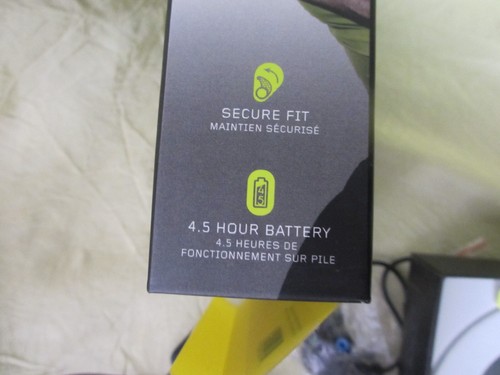 SECURE FIT
MAINTIEN SÉCURISÉ
4.5 HOUR BATTERY
4.5 HEURES DE
FONCTIONNEMENT SUR PILE